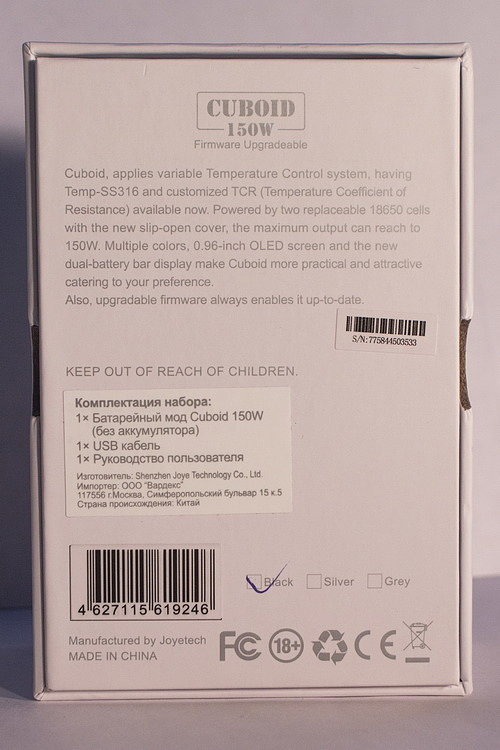 CUBOID
150W
Firmware Upgradeable
Cuboid, applies variable Temperature Control system, having
Temp-SS316 and customized TCR (Temperature Coefficient of
Resistance) available now. Powered by two replaceable 18650 cells
with the new slip-open cover, the maximum output can reach to
150W. Multiple colors, 0.96-inch OLED screen and the new
dual-battery bar display make Cuboid more practical and attractive
catering to your preference.
Also, upgradable firmware always enables it up-to-date.
S/N: 775844503533
KEEP OUT OF REACH OF CHILDREN.
Комплектация набора:
1× Батарейный мод Cuboid 150W
(без аккумулятора)
1× USB кабель
1× Руководство пользователя
Изготовитель: Shenzhen Joye Technology Co., Ltd.
Импортер: ООО "Вардекс"
117556 г.Москва, Симферопольский бульвар 15 к.5
Страна происхождения: Китай
4 627115 619246
Black Silver Grey
Manufactured by Joyetech
MADE IN CHINA
FC 18+ CE